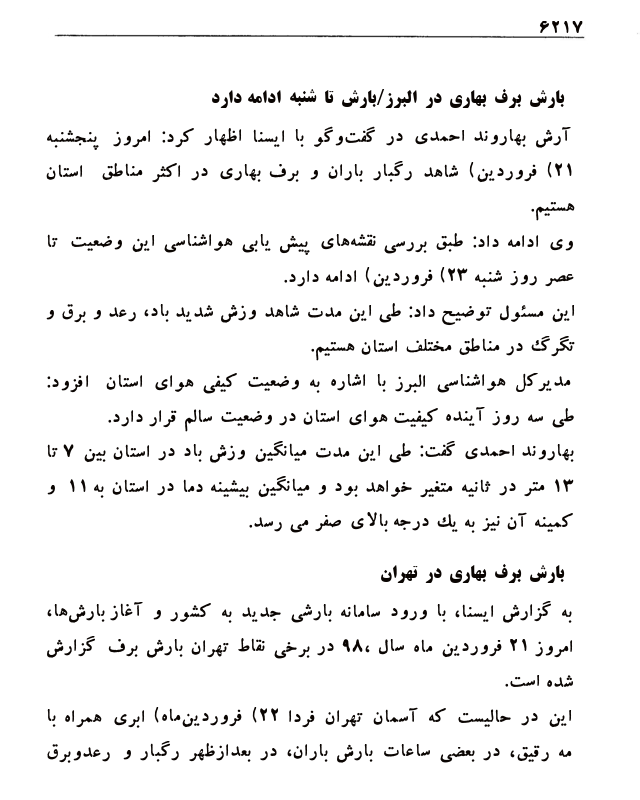 ۶۲۱۷
بارش برف بهاری در البرز/بارش تا شنبه ادامه دارد
آرش بهاروند احمدی در گفت‌وگو با ایسنا اظهار کرد: امروز پنجشنبه
۲۱) فروردین) شاهد رگبار باران و برف بهاری در اکثر مناطق استان
هستیم.
وی ادامه داد: طبق بررسی نقشه‌های پیش یابی هواشناسی این وضعیت تا
عصر روز شنبه ۲۳) فروردین) ادامه دارد.
این مسئول توضیح داد: طی این مدت شاهد وزش شدید باد، رعد و برق و
تگرگ در مناطق مختلف استان هستیم.
مدیرکل هواشناسی البرز با اشاره به وضعیت کیفی هوای استان افزود:
طی سه روز آینده کیفیت هوای استان در وضعیت سالم قرار دارد.
بهاروند احمدی گفت: طی این مدت میانگین وزش باد در استان بین ۷ تا
۱۳ متر در ثانیه متغیر خواهد بود و میانگین بیشینه دما در استان به ۱۱ و
کمینه آن نیز به یك درجه بالای صفر می رسد.
بارش برف بهاری در تهران
به گزارش ایسنا، با ورود سامانه بارشی جدید به کشور و آغاز بارش‌ها،
امروز ۲۱ فروردین ماه سال ،۹۸ در برخی نقاط تهران بارش برف گزارش
شده است.
این در حالیست که آسمان تهران فردا ۲۲) فروردین‌ماه) ابری همراه با
مه رقیق، در بعضی ساعات بارش باران، در بعدازظهر رگبار و رعدوبرق